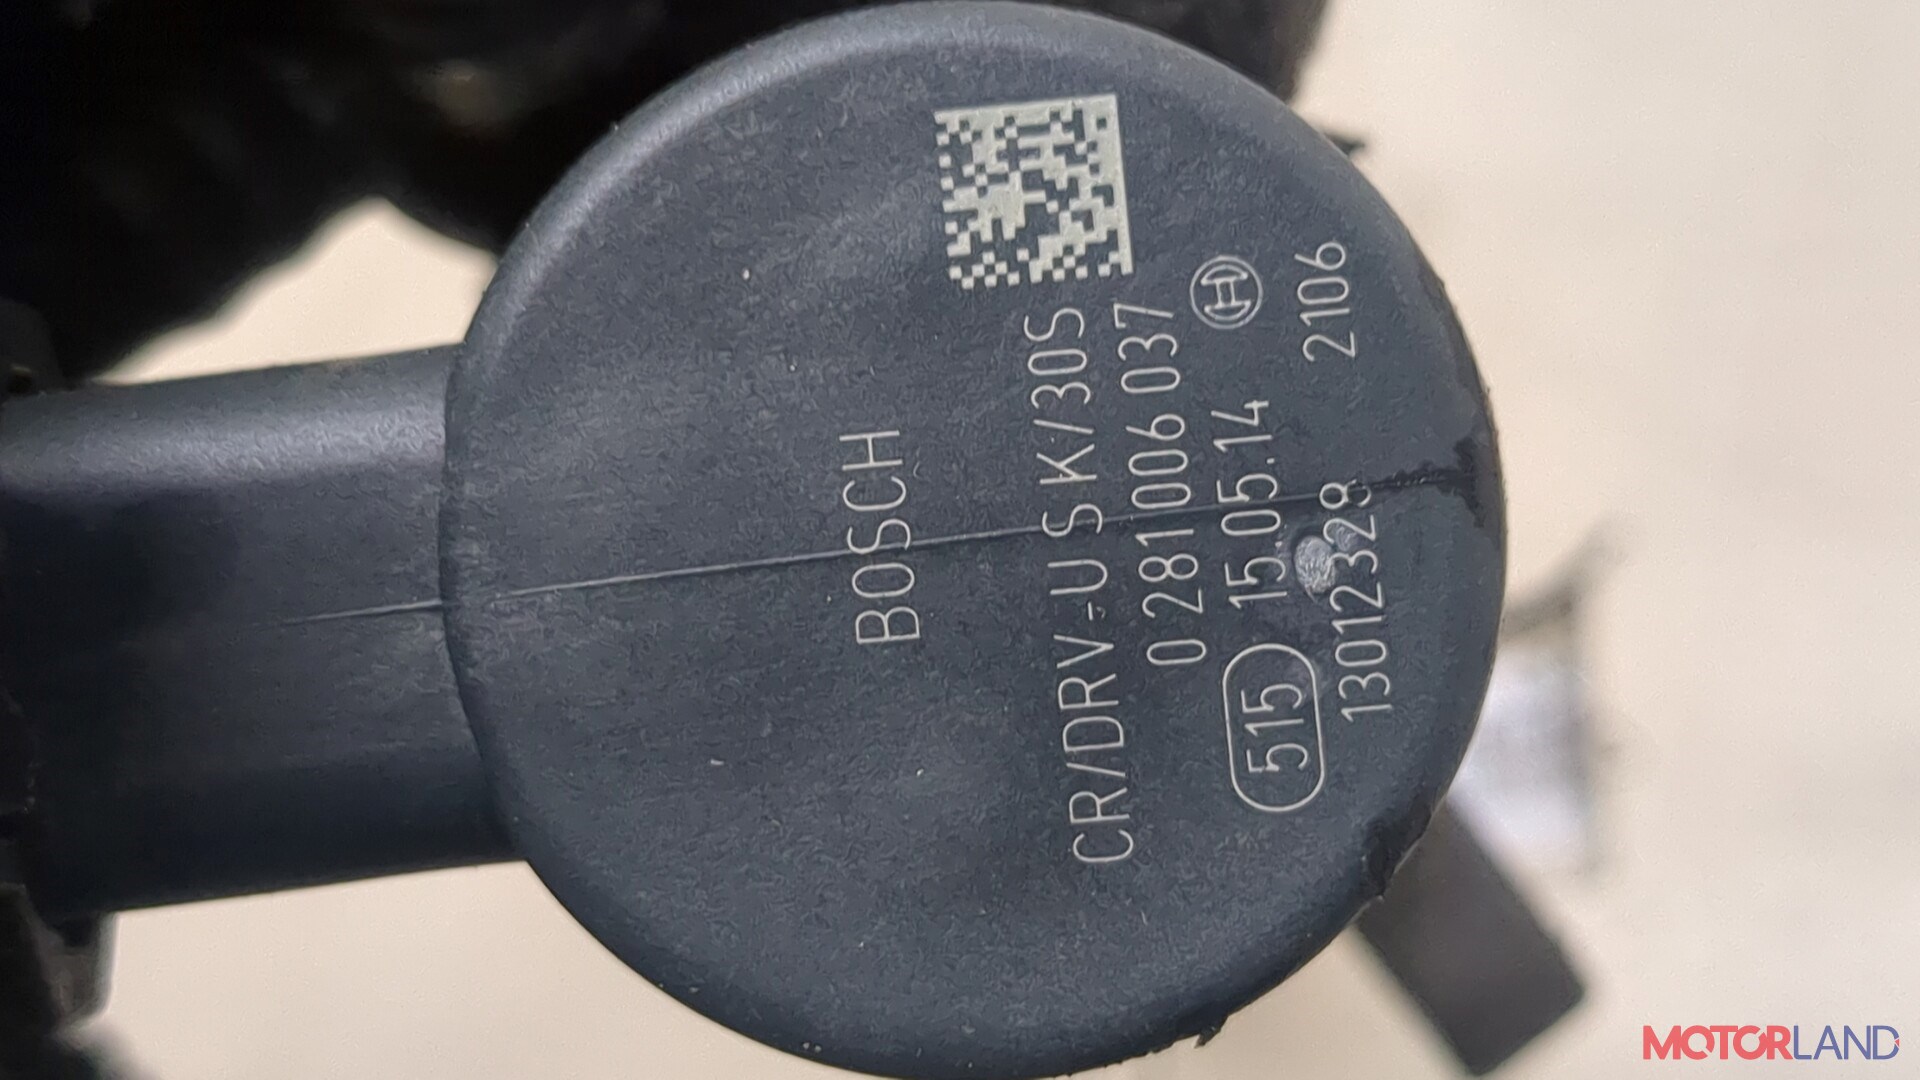 BOSCH
CR/DRV-USK/30S
0 281 006 037
515 15.05.14 H
13012328 2106
MOTORLAND